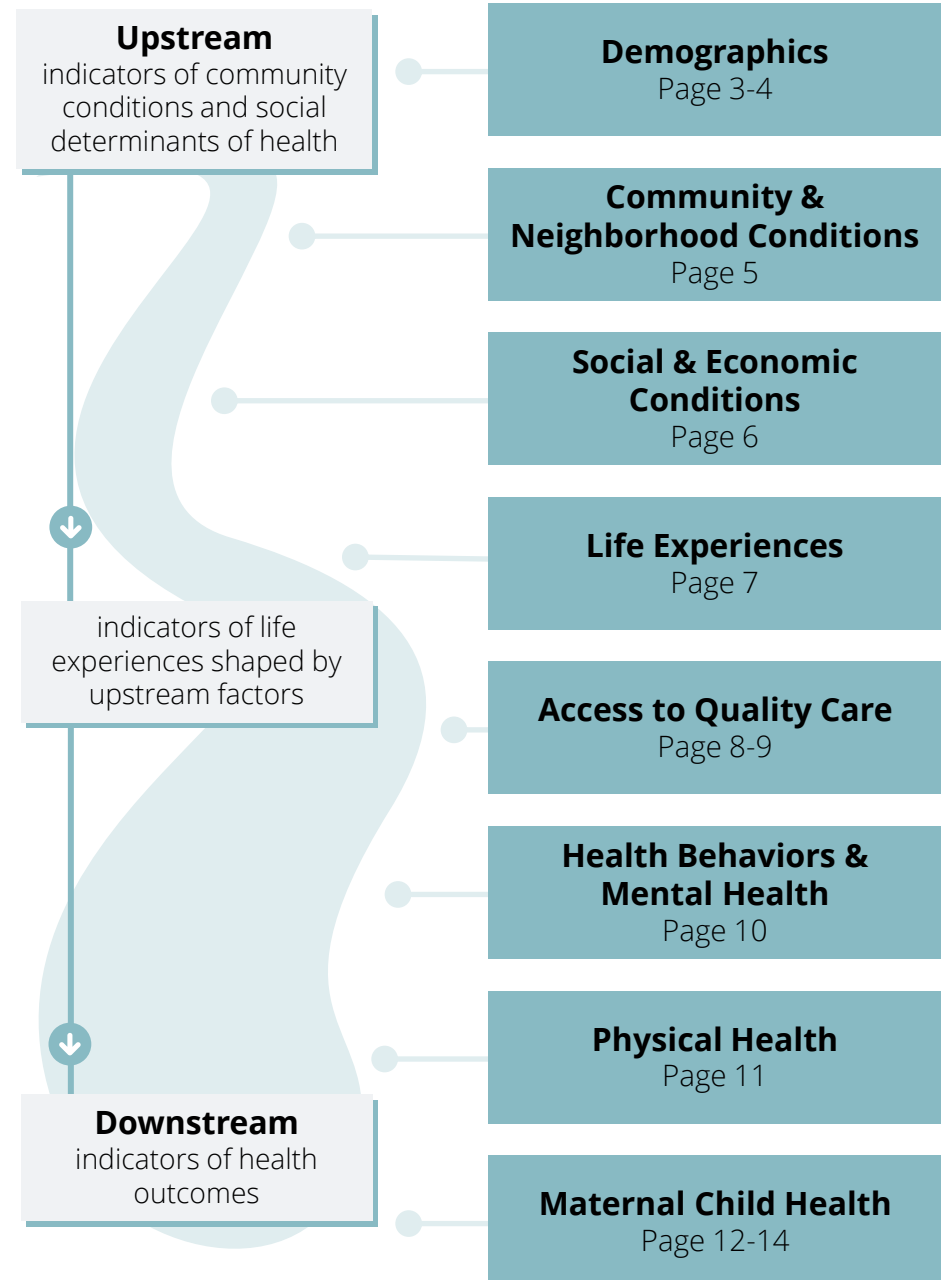 Upstream
indicators of community
conditions and social
determinants of health
Demographics
Page 3-4
Community &
Neighborhood Conditions
Page 5
Social & Economic
Conditions
Page 6
Life Experiences
Page 7
indicators of life
experiences shaped by
upstream factors
Access to Quality Care
Page 8-9
Health Behaviors &
Mental Health
Page 10
Physical Health
Page 11
Downstream
indicators of health
outcomes
Maternal Child Health
Page 12-14